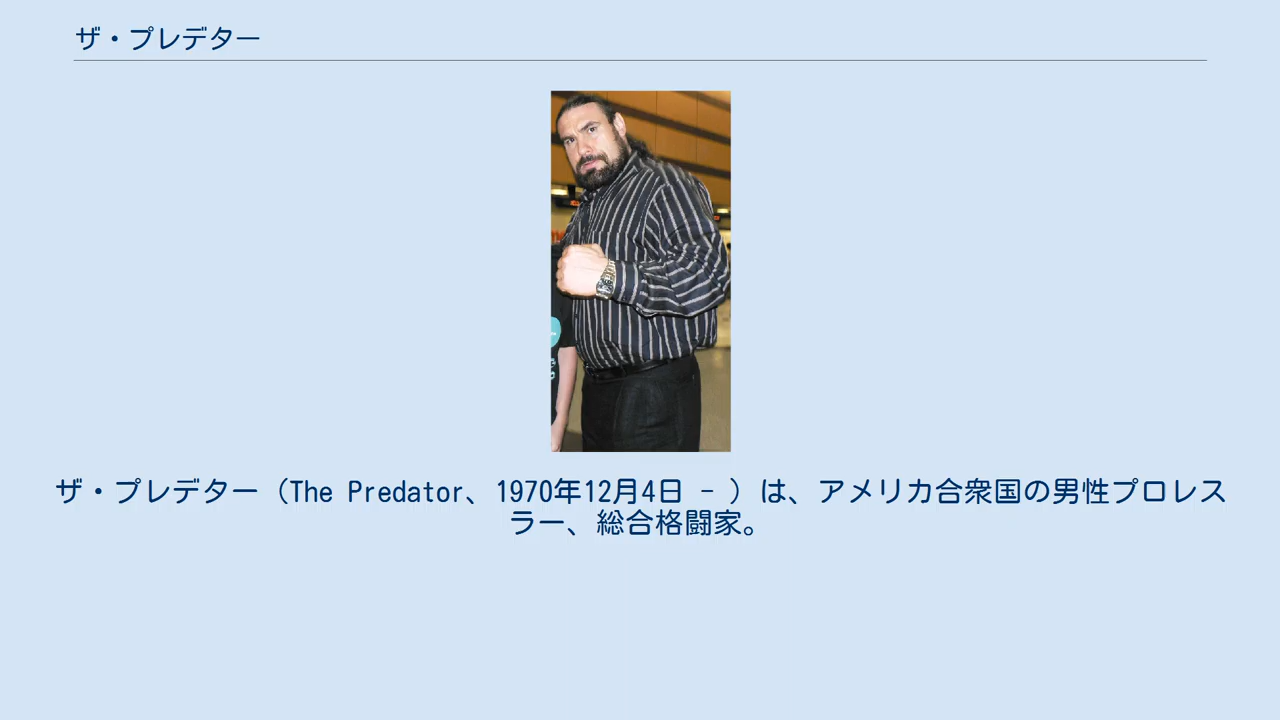 ザ・プレデター
ザ・プレデター（The Predator、1970年12月4日 - ）は、アメリカ合衆国の男性プロレス
ラー、総合格闘家。